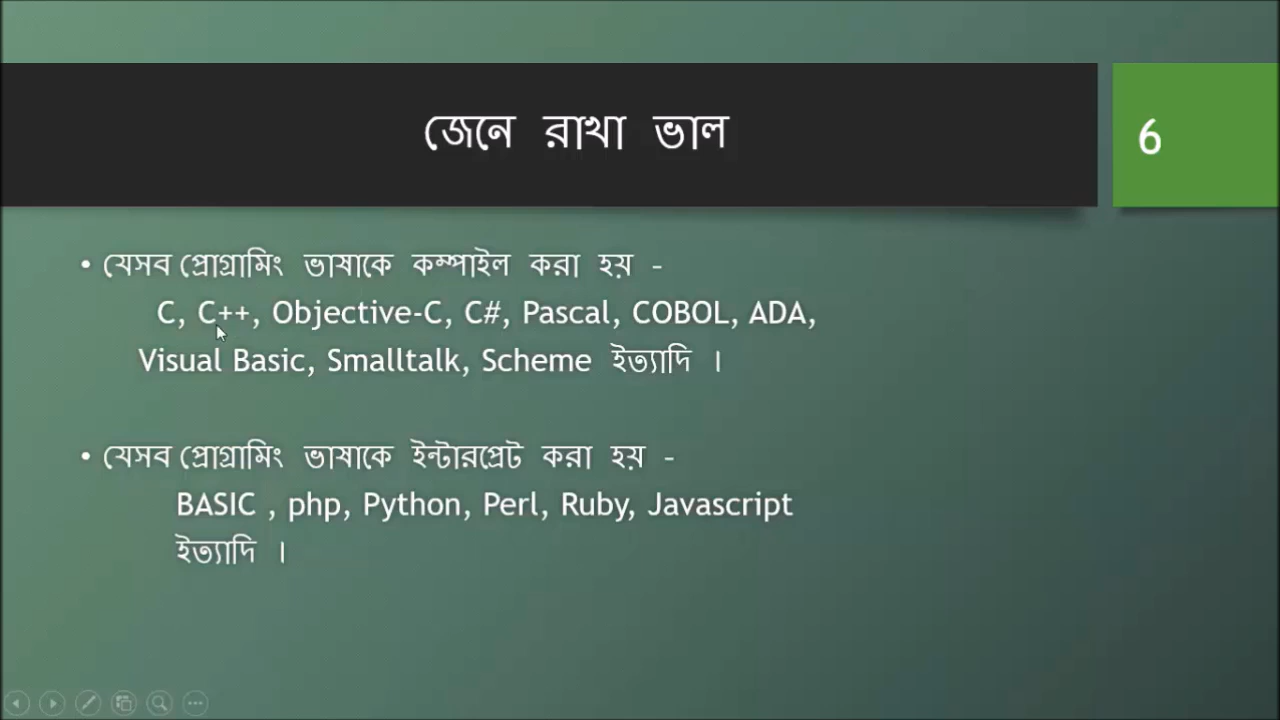 জেনে রাখা ভাল
6
• যেসব প্রোগ্রামিং ভাষাকে কম্পাইল করা হয় –
C, C++, Objective-C, C#, Pascal, COBOL, ADA,
Visual Basic, Smalltalk, Scheme ইত্যাদি ।
• যেসব প্রোগ্রামিং ভাষাকে ইন্টারপ্রেট করা হয় –
BASIC , php, Python, Perl, Ruby, Javascript
ইত্যাদি ।